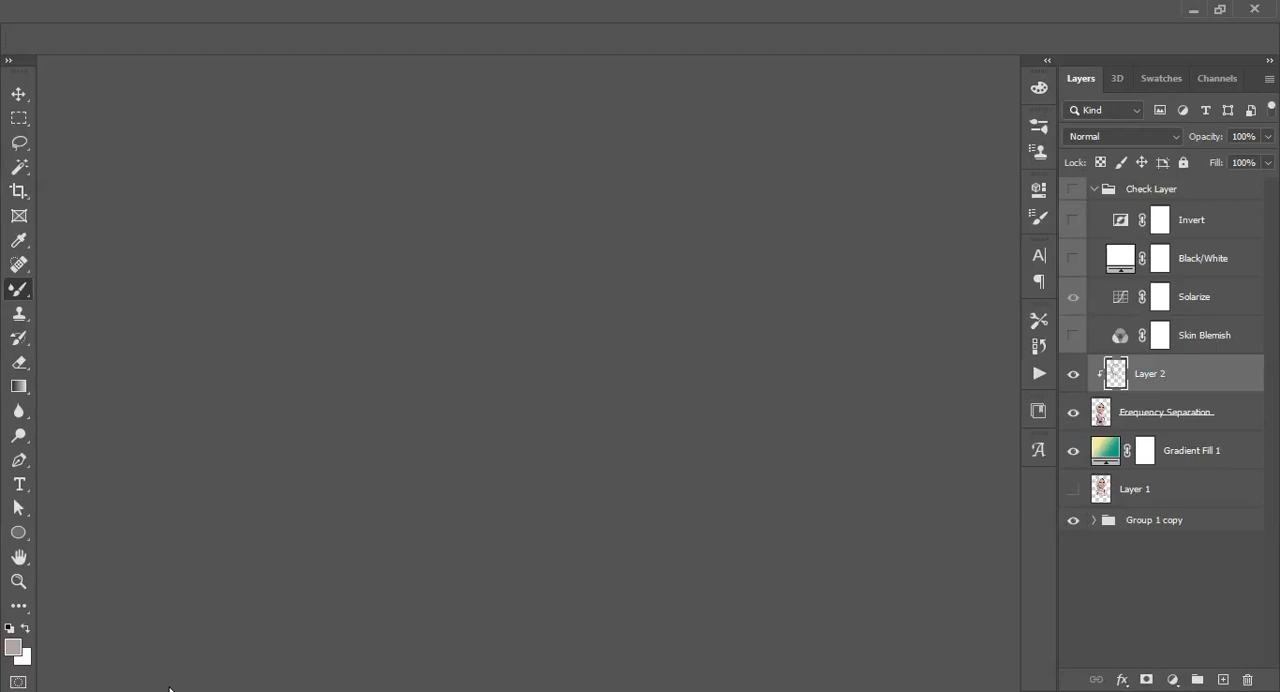 Layers 3D Swatches Channels
Kind
Normal Opacity: 100%
Lock: Fill: 100%
Check Layer
Invert
Black/White
Solarize
Skin Blemish
Layer 2
Frequency Separation
Gradient Fill 1
Layer 1
Group 1 copy